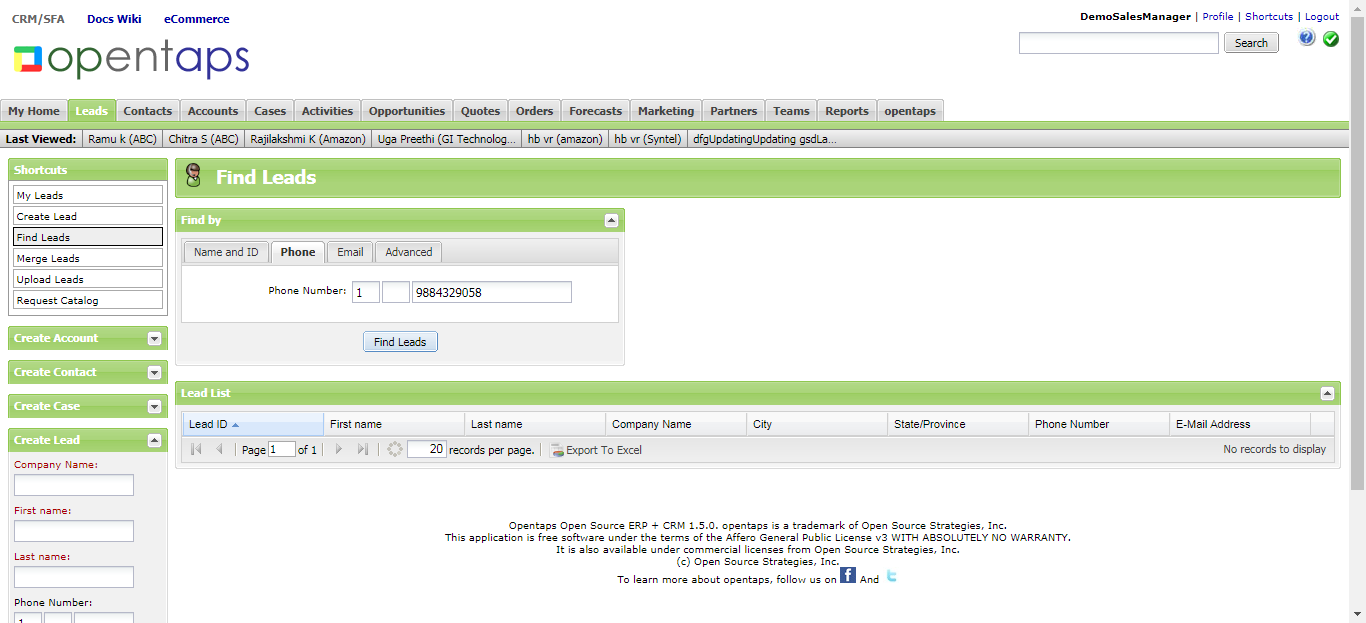 CRM/SFA Docs Wiki eCommerce
DemoSalesManager | Profile | Shortcuts | Logout
opentaps
Search
My Home Leads Contacts Accounts Cases Activities Opportunities Quotes Orders Forecasts Marketing Partners Teams Reports opentaps
Last Viewed: Ramu k (ABC) Chitra S (ABC) Rajilakshmi K (Amazon) Uga Preethi (GI Technolog... hb vr (amazon) hb vr (Syntel) dfgUpdatingUpdating gsdLa...
Shortcuts
My Leads
Create Lead
Find Leads
Merge Leads
Upload Leads
Request Catalog
Create Account
Create Contact
Create Case
Create Lead
Company Name:
First name:
Last name:
Phone Number:
1
Find Leads
Find by
Name and ID Phone Email Advanced
Phone Number: 1 9884329058
Find Leads
Lead List
Lead ID First name Last name Company Name City State/Province Phone Number E-Mail Address
Page 1 of 1 20 records per page. Export To Excel No records to display
Opentaps Open Source ERP + CRM 1.5.0. opentaps is a trademark of Open Source Strategies, Inc.
This application is free software under the terms of the Affero General Public License v3 WITH ABSOLUTELY NO WARRANTY.
It is also available under commercial licenses from Open Source Strategies, Inc.
(c) Open Source Strategies, Inc.
To learn more about opentaps, follow us on f And t